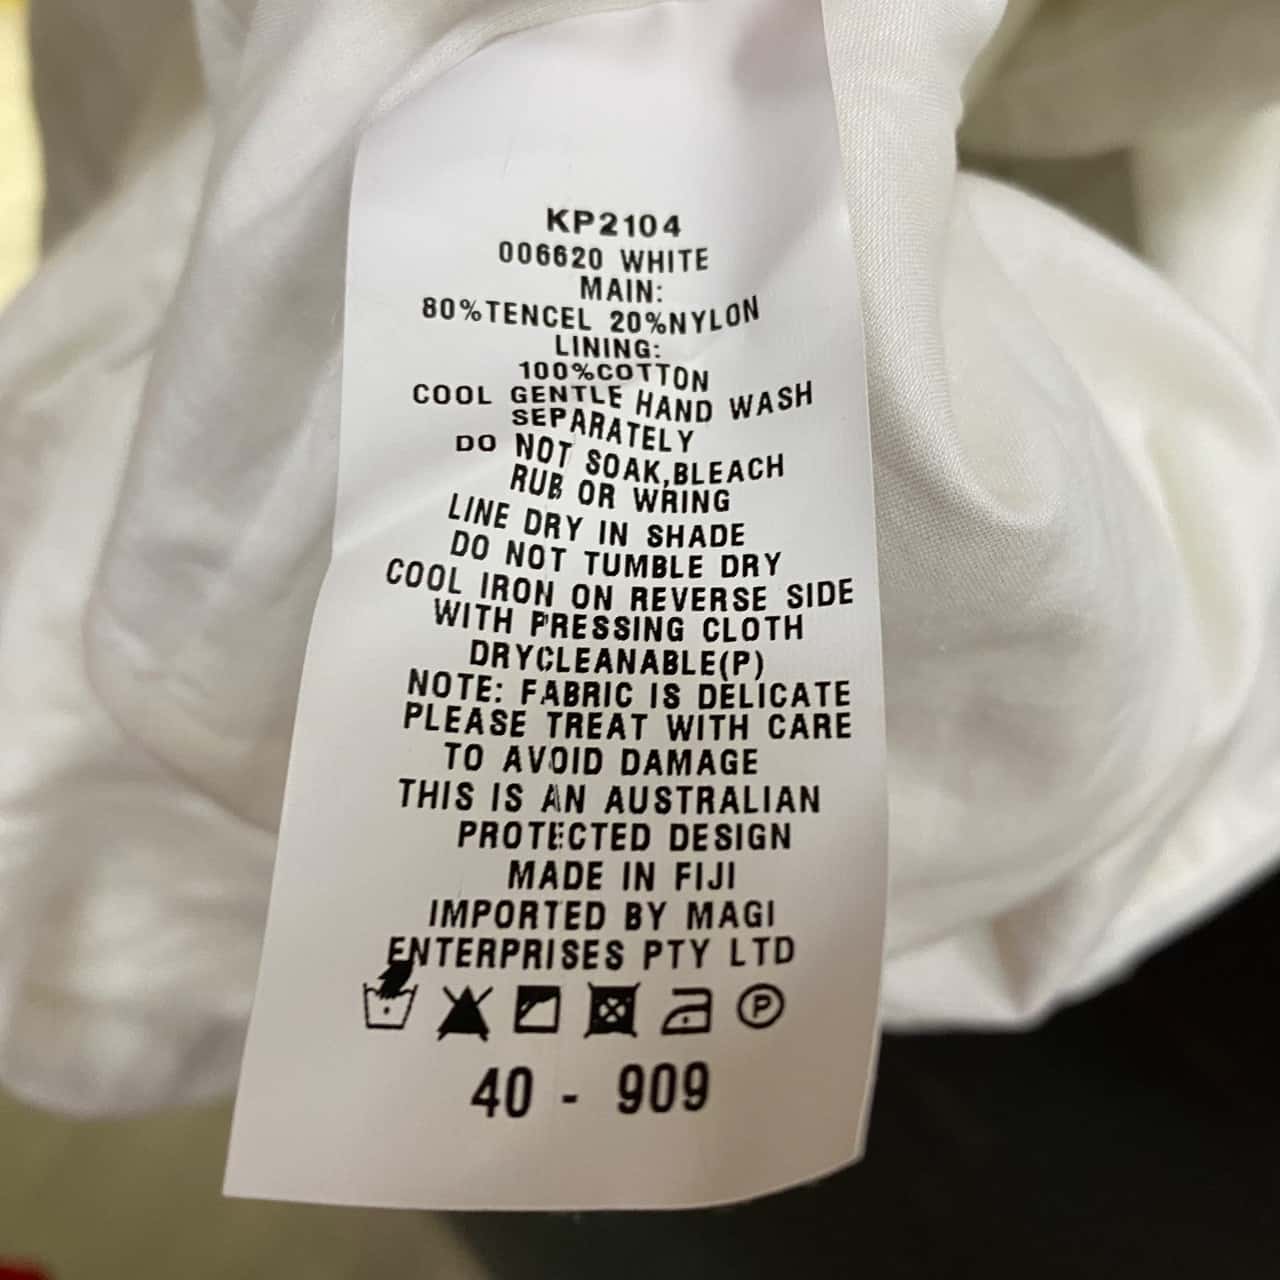 KP2104
006620 WHITE
MAIN:
80%TENCEL 20%NYLON
LINING:
100%COTTON
COOL GENTLE HAND WASH
SEPARATELY
DO NOT SOAK,BLEACH
RUB OR WRING
LINE DRY IN SHADE
DO NOT TUMBLE DRY
COOL IRON ON REVERSE SIDE
WITH PRESSING CLOTH
DRYCLEANABLE(P)
NOTE: FABRIC IS DELICATE
PLEASE TREAT WITH CARE
TO AVOID DAMAGE
THIS IS AN AUSTRALIAN
PROTECTED DESIGN
MADE IN FIJI
IMPORTED BY MAGI
ENTERPRISES PTY LTD
P
40 - 909